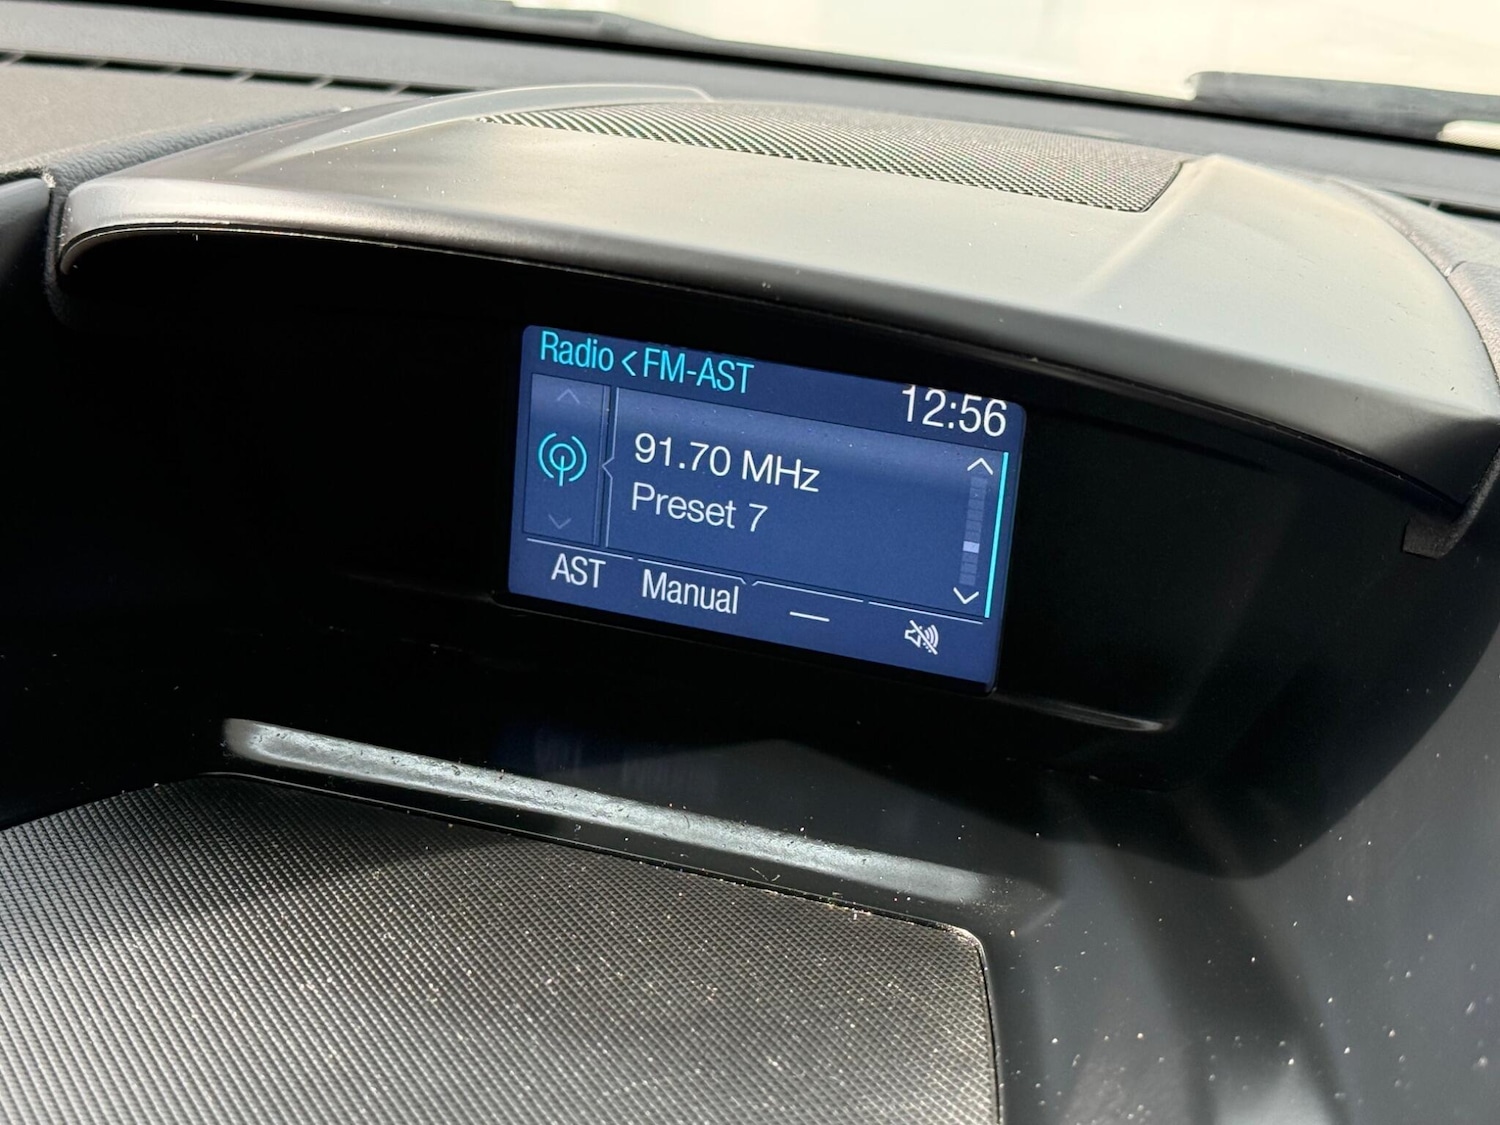 Radio < FM-AST
12:56
91.70 MHz
Preset 7
AST Manual —